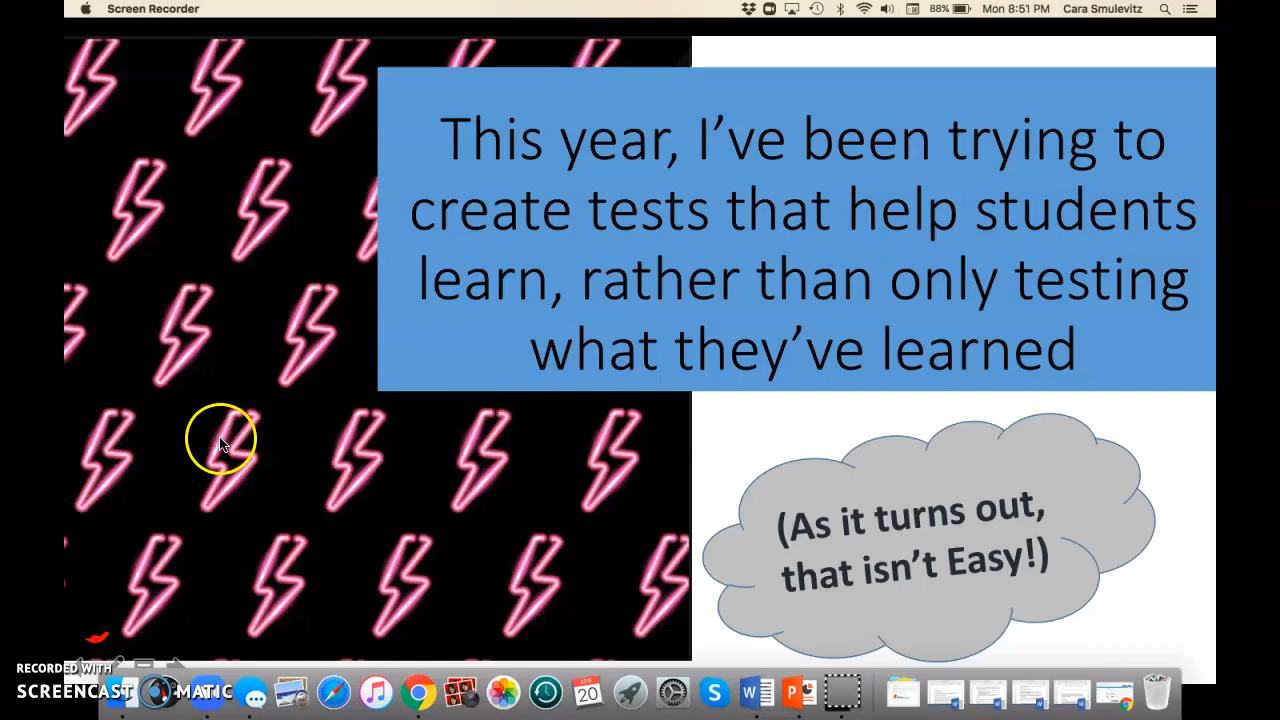 Screen Recorder
88%
Mon 8:51 PM
Cara Smulevitz
This year, I've been trying to
create tests that help students
learn, rather than only testing
what they've learned
(As it turns out,
that isn't Easy!)
RECORDED WITH
SCREENCAST MATIC
APR
20
S
W
P